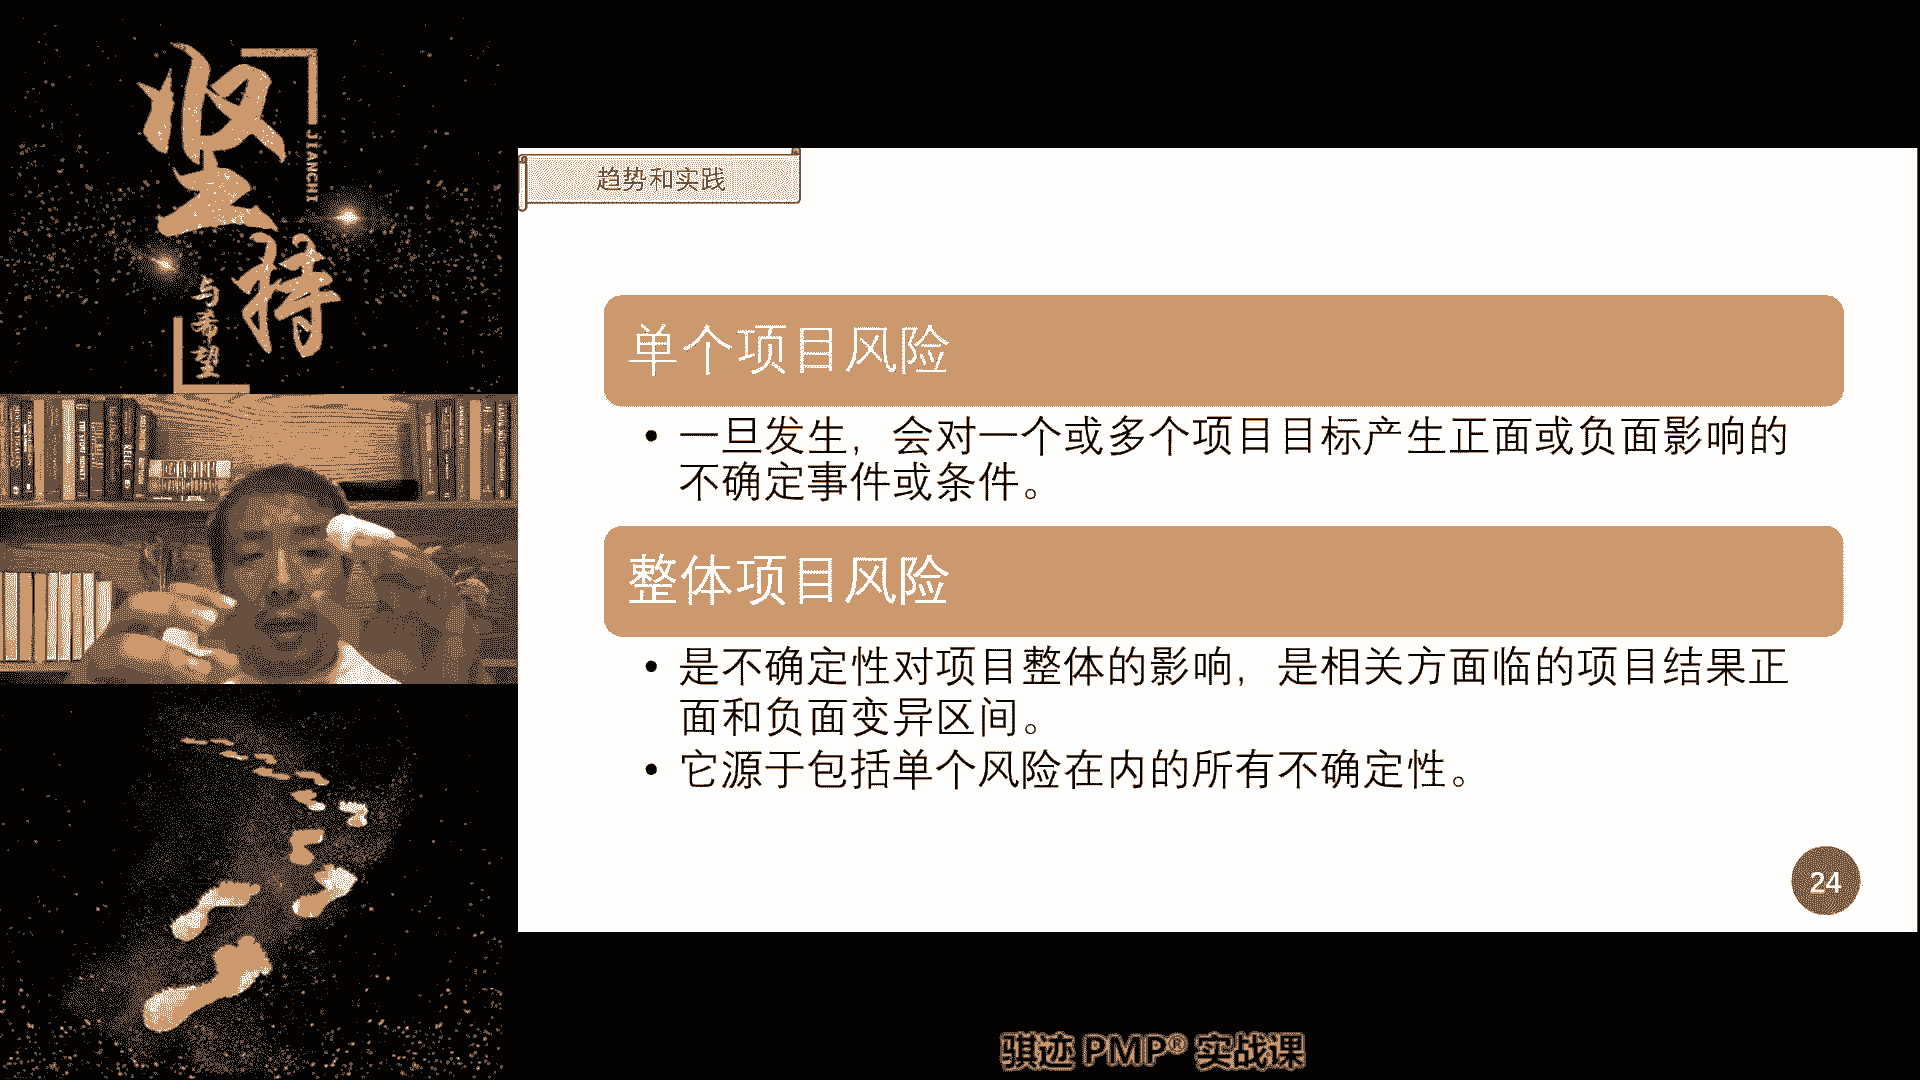 坚持
JIANCHI
与希望
趋势和实践
单个项目风险
• 一旦发生，会对一个或多个项目目标产生正面或负面影响的
不确定事件或条件。
整体项目风险
• 是不确定性对项目整体的影响，是相关方面临的项目结果正
面和负面变异区间。
• 它源于包括单个风险在内的所有不确定性。
24
骐迹 PMP® 实战课